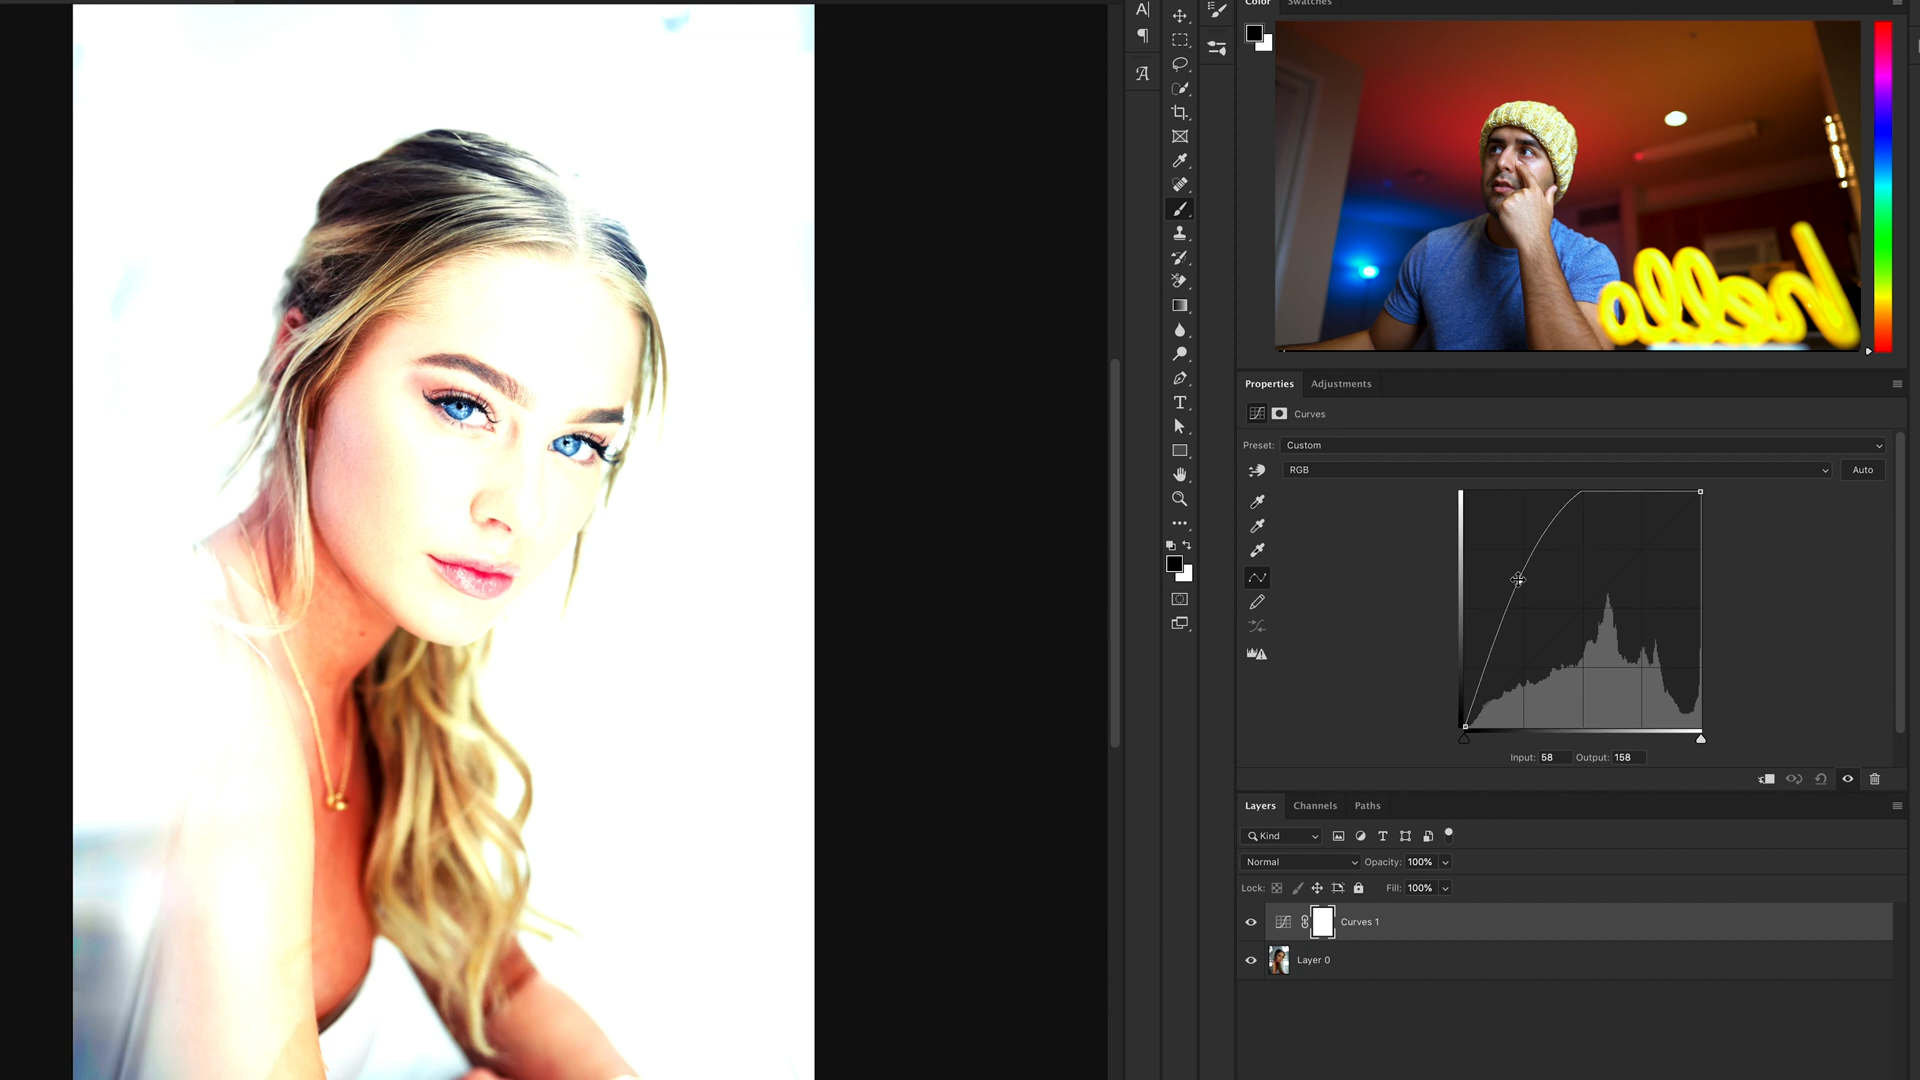 Color Swatches
hello
Properties Adjustments
Curves
Preset: Custom
RGB Auto
Input: 58 Output: 158
Layers Channels Paths
Kind
Normal Opacity: 100%
Lock: Fill: 100%
Curves 1
Layer 0